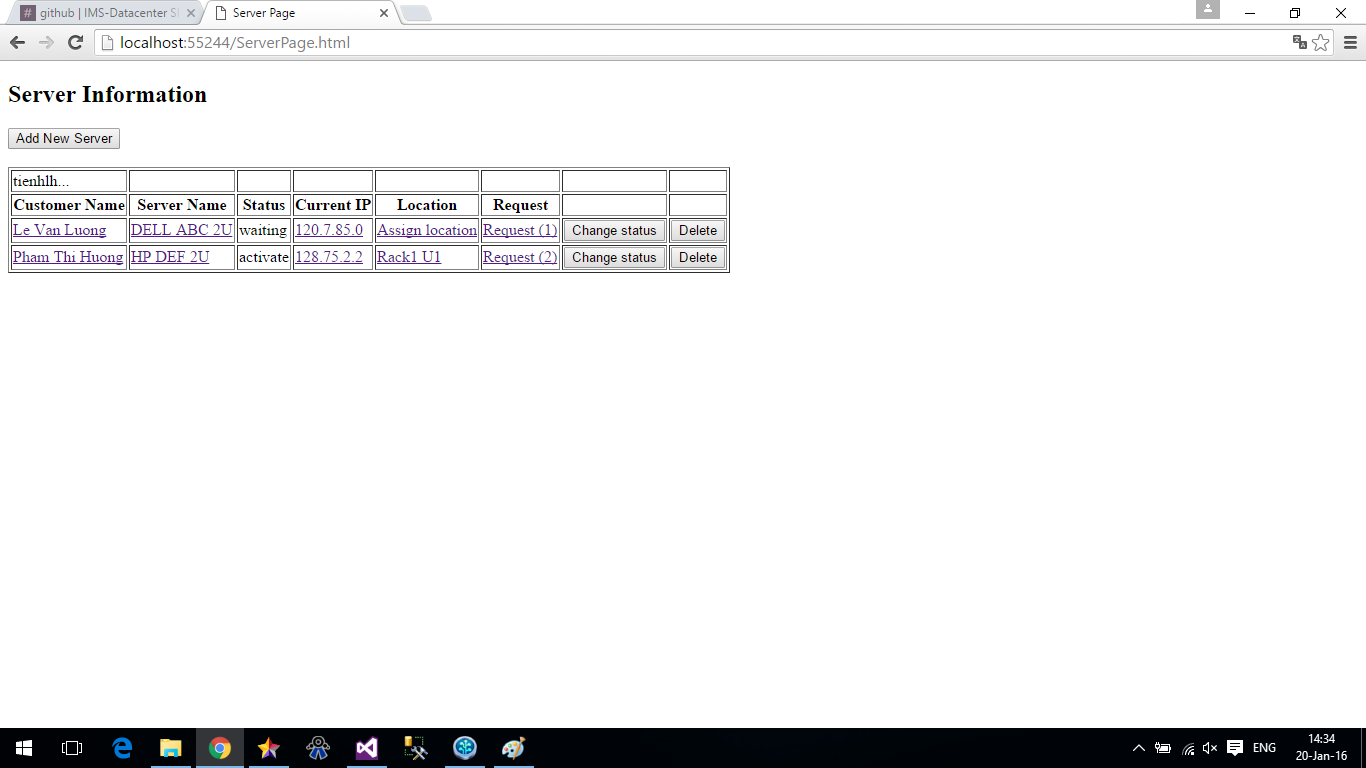 github | IMS-Datacenter S
Server Page
localhost:55244/ServerPage.html
Server Information
Add New Server
tienhlh...
Customer Name Server Name Status Current IP Location Request
Le Van Luong DELL ABC 2U waiting 120.7.85.0 Assign location Request (1) Change status Delete
Pham Thi Huong HP DEF 2U activate 128.75.2.2 Rack1 U1 Request (2) Change status Delete
ENG
14:34
20-Jan-16